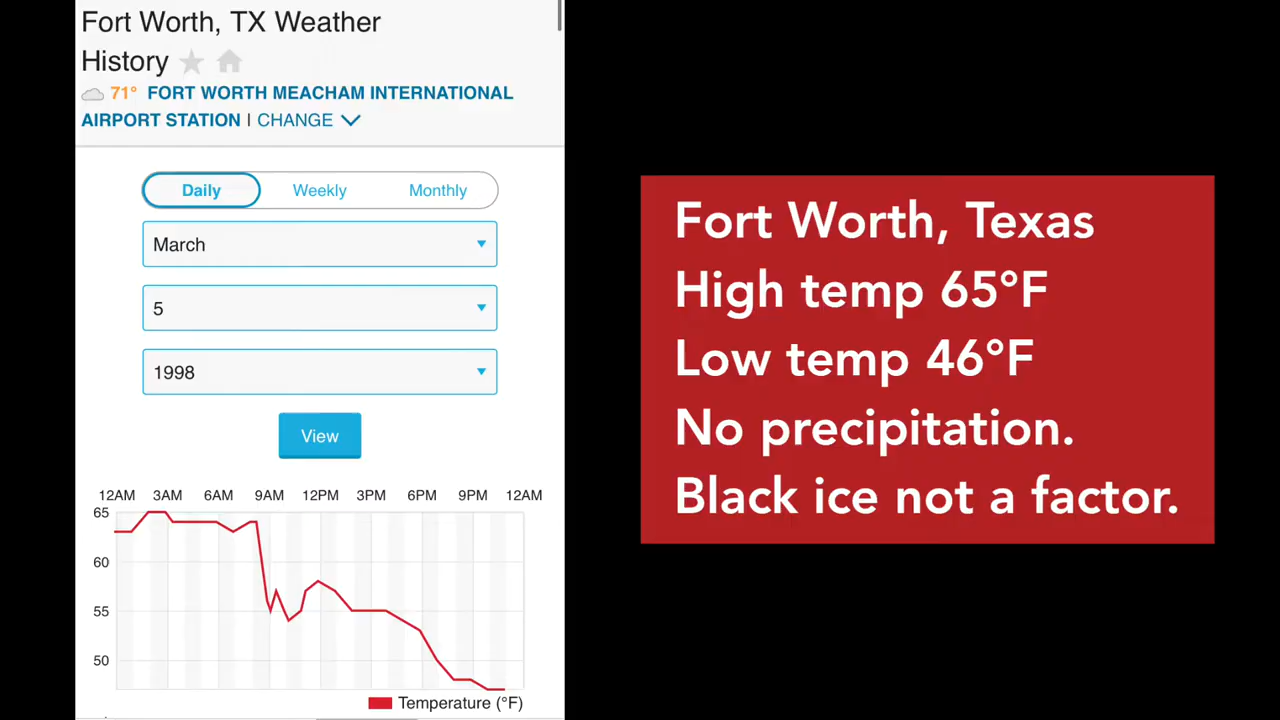 Fort Worth, TX Weather
History
71° FORT WORTH MEACHAM INTERNATIONAL
AIRPORT STATION | CHANGE
Daily Weekly Monthly
March
5
1998
View
12AM 3AM 6AM 9AM 12PM 3PM 6PM 9PM 12AM
65
60
55
50
Temperature (°F)
Fort Worth, Texas
High temp 65°F
Low temp 46°F
No precipitation.
Black ice not a factor.